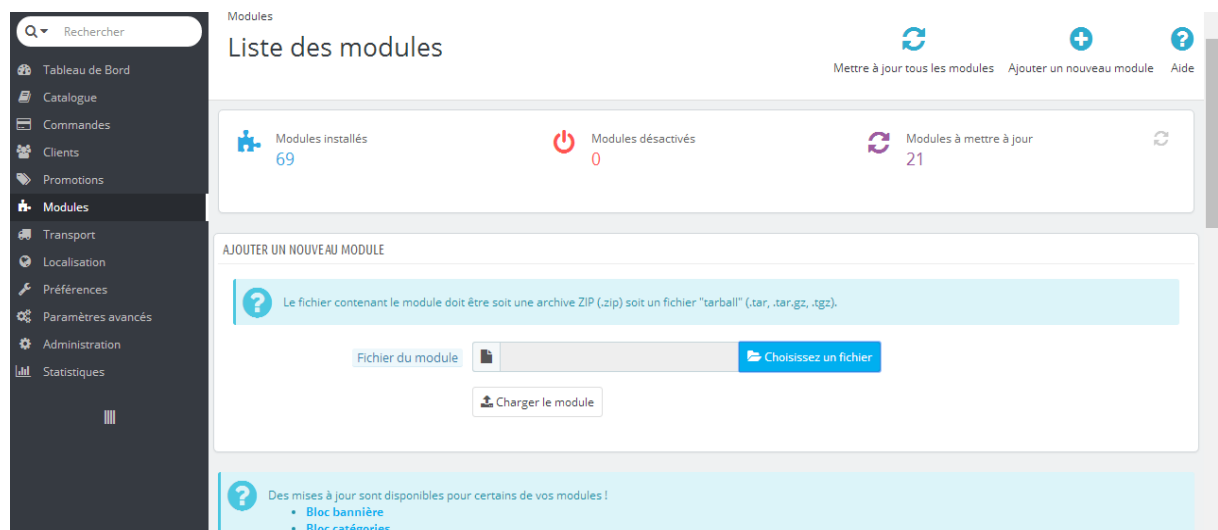 Rechercher
Tableau de Bord
Catalogue
Commandes
Clients
Promotions
Modules
Transport
Localisation
Préférences
Paramètres avancés
Administration
Statistiques
Modules
Liste des modules
Mettre à jour tous les modules
Ajouter un nouveau module
Aide
Modules installés
69
Modules désactivés
0
Modules à mettre à jour
21
AJOUTER UN NOUVEAU MODULE
Le fichier contenant le module doit être soit une archive ZIP (.zip) soit un fichier "tarball" (.tar, .tar.gz, .tgz).
Fichier du module
Choisissez un fichier
Charger le module
Des mises à jour sont disponibles pour certains de vos modules !
• Bloc bannière
• Bloc catégories